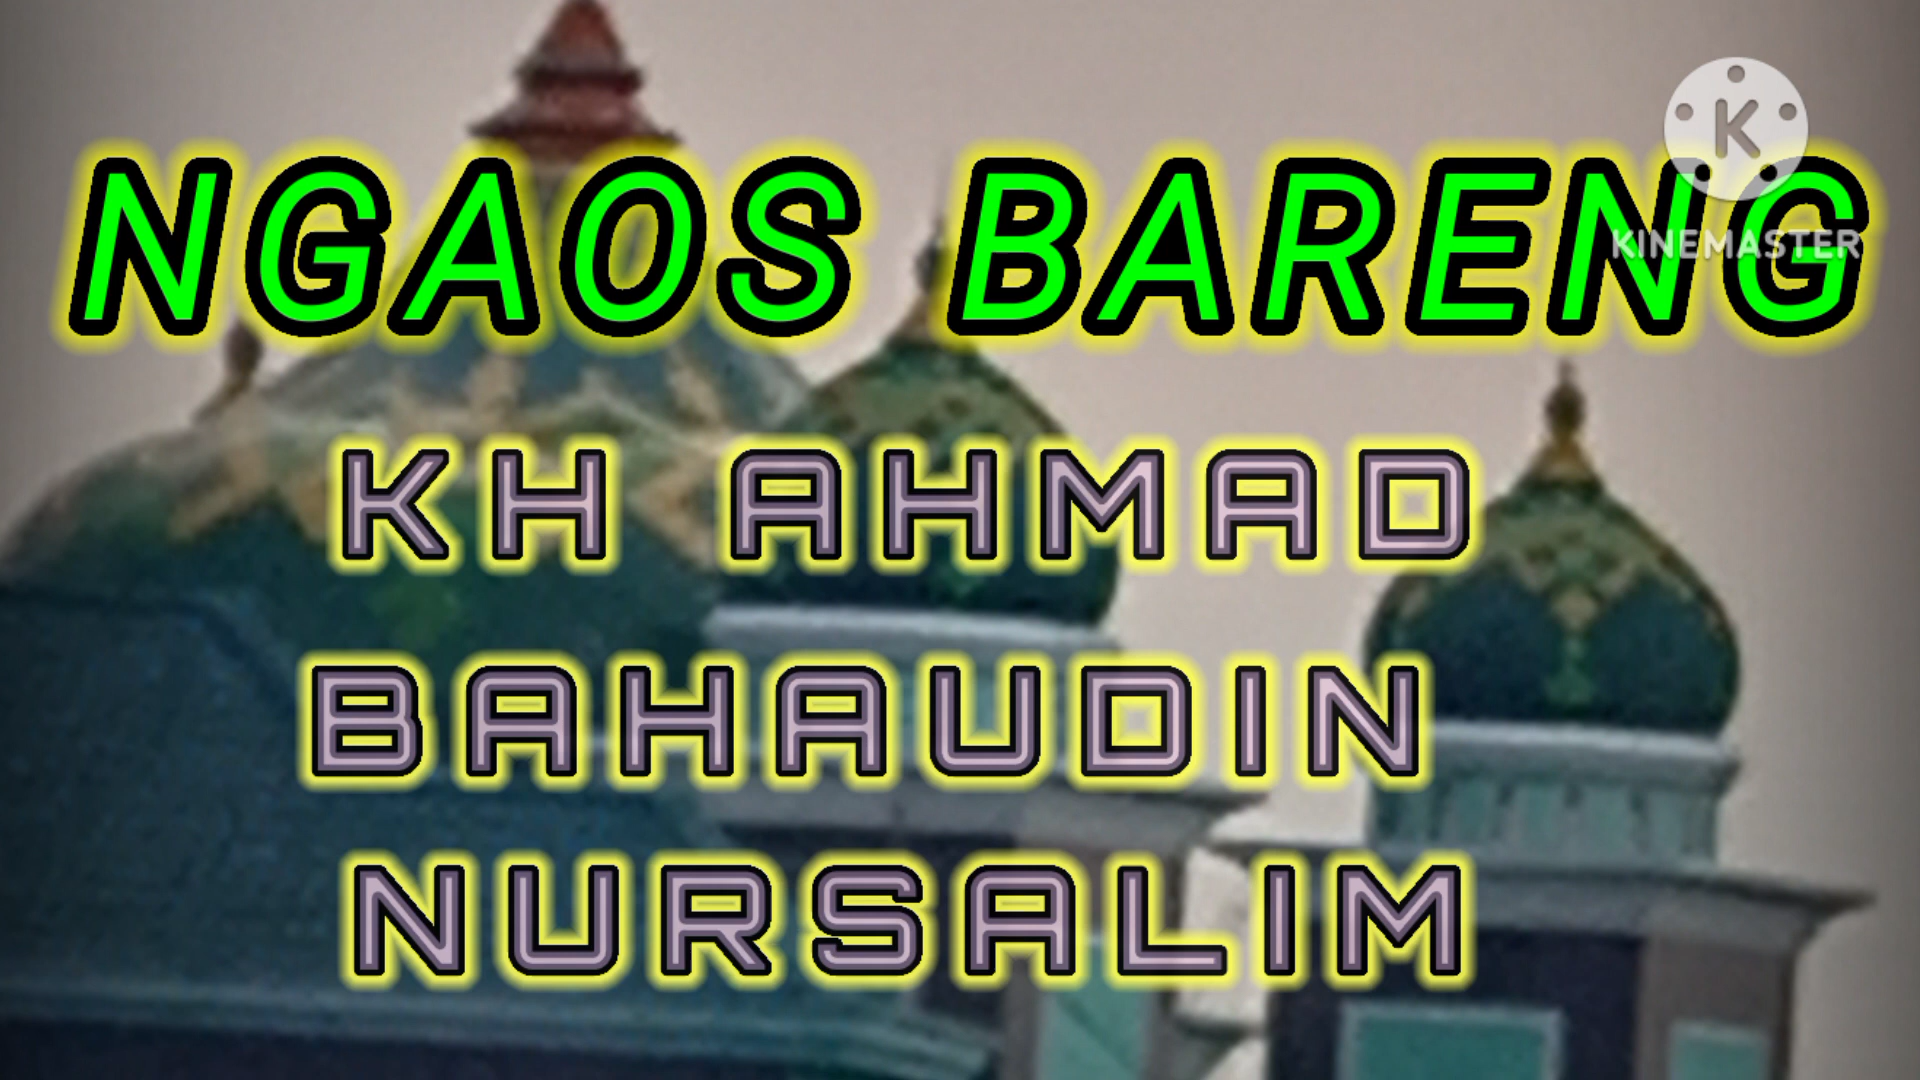 NGAOS BARENG
K
KINEMASTER
KH AHMAD
BAHAUDIN
NURSALIM